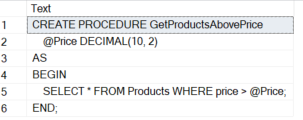 Text
1 CREATE PROCEDURE GetProductsAbovePrice
2 @Price DECIMAL(10, 2)
3 AS
4 BEGIN
5 SELECT * FROM Products WHERE price > @Price;
6 END;